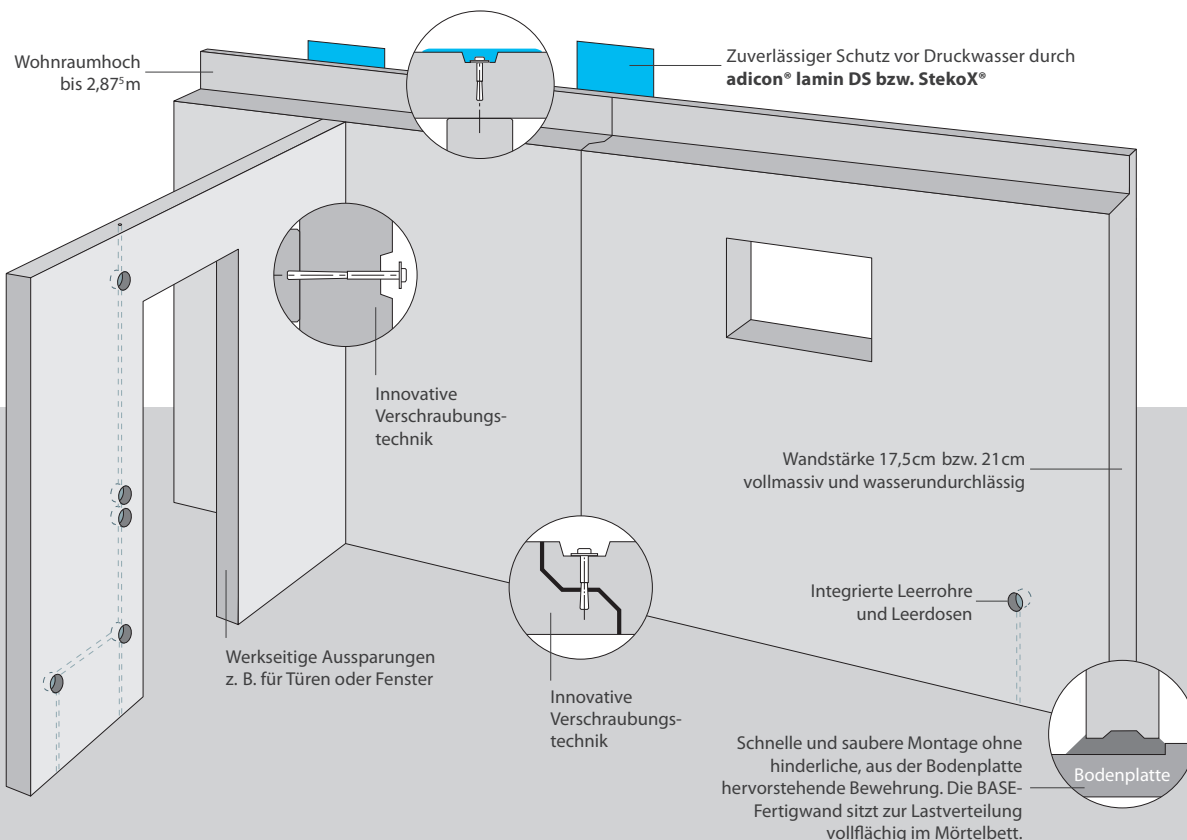 Wohnraumhoch
bis 2,87⁵m
Zuverlässiger Schutz vor Druckwasser durch
adicon® lamin DS bzw. StekoX®
Innovative
Verschraubungs-
technik
Wandstärke 17,5cm bzw. 21cm
vollmassiv und wasserundurchlässig
Integrierte Leerrohre
und Leerdosen
Werkseitige Aussparungen
z. B. für Türen oder Fenster
Innovative
Verschraubungs-
technik
Schnelle und saubere Montage ohne
hinderliche, aus der Bodenplatte
hervorstehende Bewehrung. Die BASE-
Fertigwand sitzt zur Lastverteilung
vollflächig im Mörtelbett.
Bodenplatte